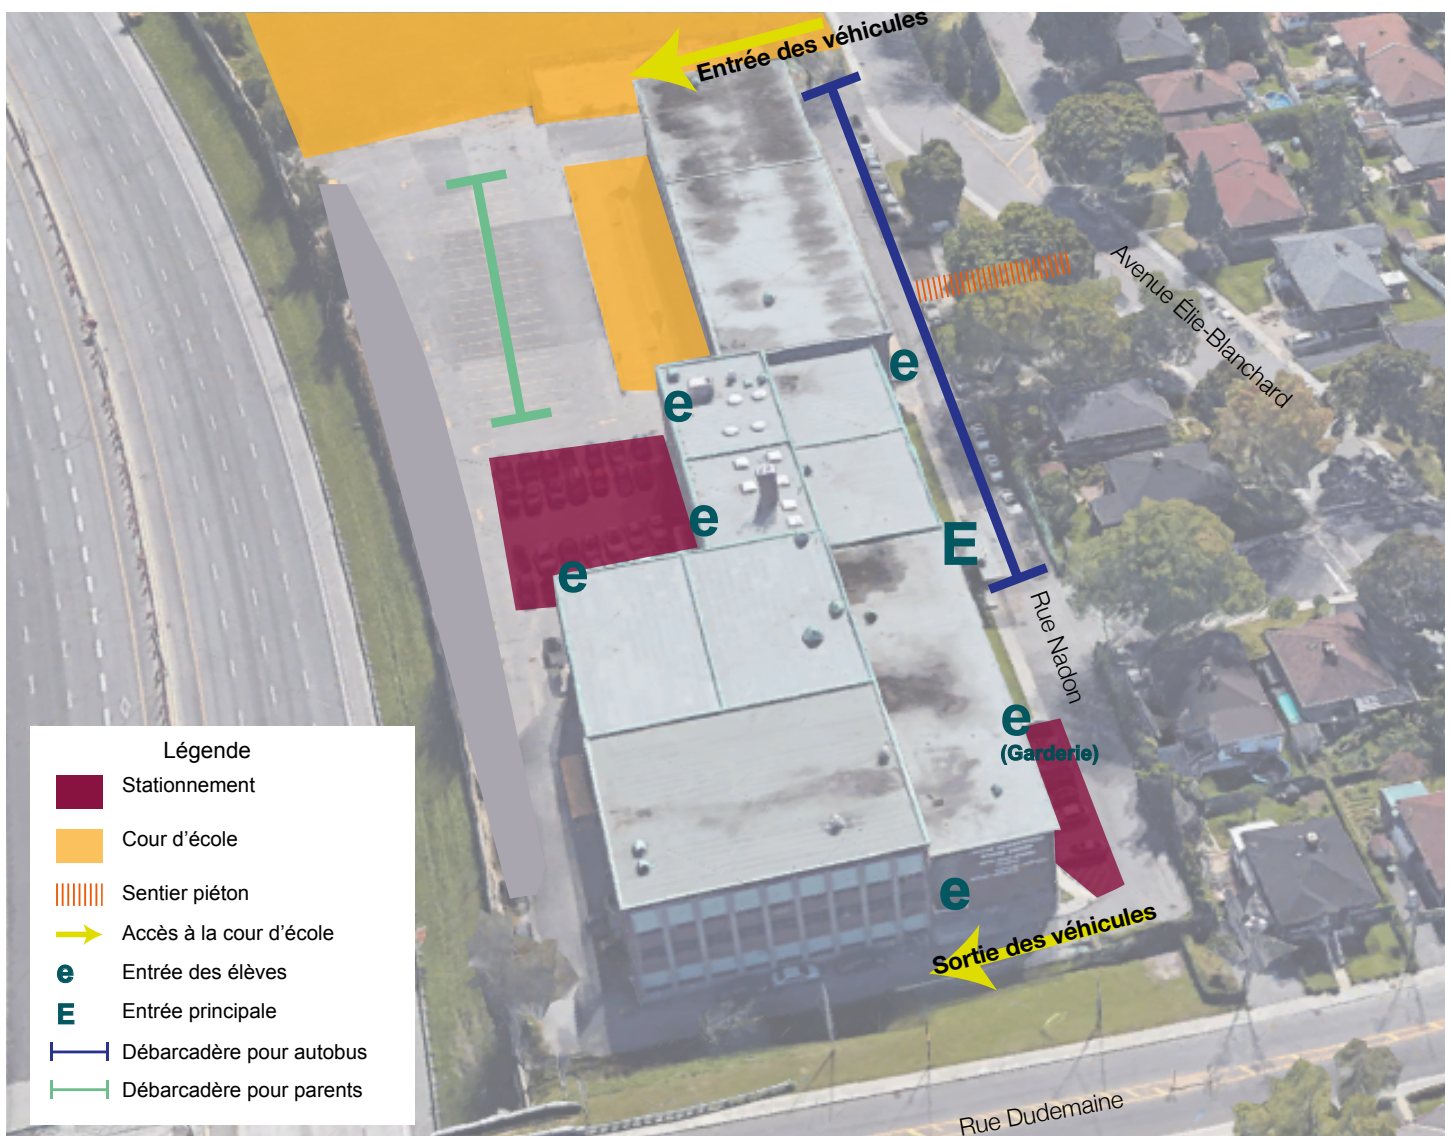 Entrée des véhicules
Avenue Élie-Blanchard
e
e
e
E
e
Rue Nadon
e
(Garderie)
e
Sortie des véhicules
Rue Dudemaine
Légende
Stationnement
Cour d'école
Sentier piéton
Accès à la cour d'école
e Entrée des élèves
E Entrée principale
Débarcadère pour autobus
Débarcadère pour parents